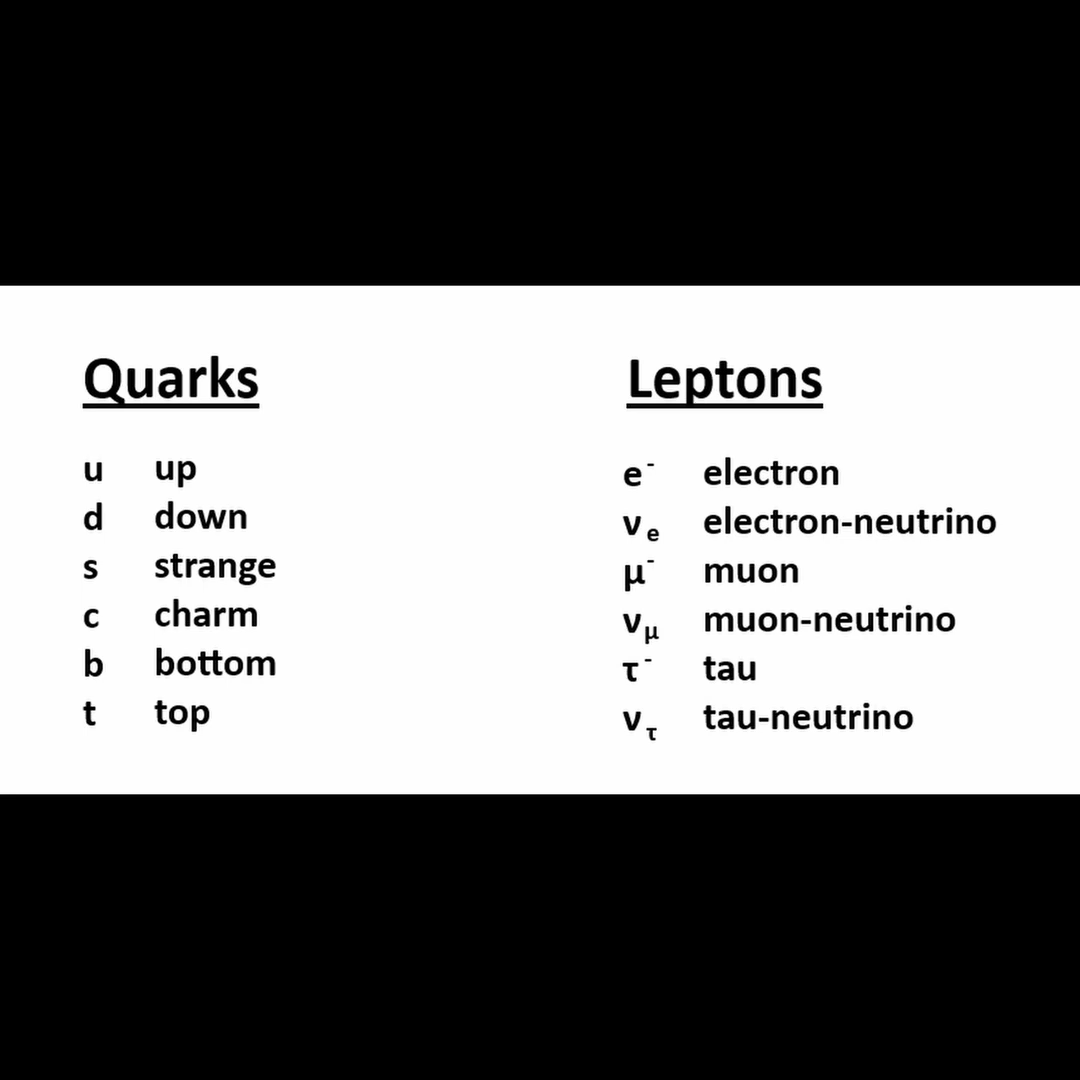 Quarks
u up
d down
s strange
c charm
b bottom
t top
Leptons
e⁻ electron
νₑ electron-neutrino
μ⁻ muon
ν_μ muon-neutrino
τ⁻ tau
ν_τ tau-neutrino